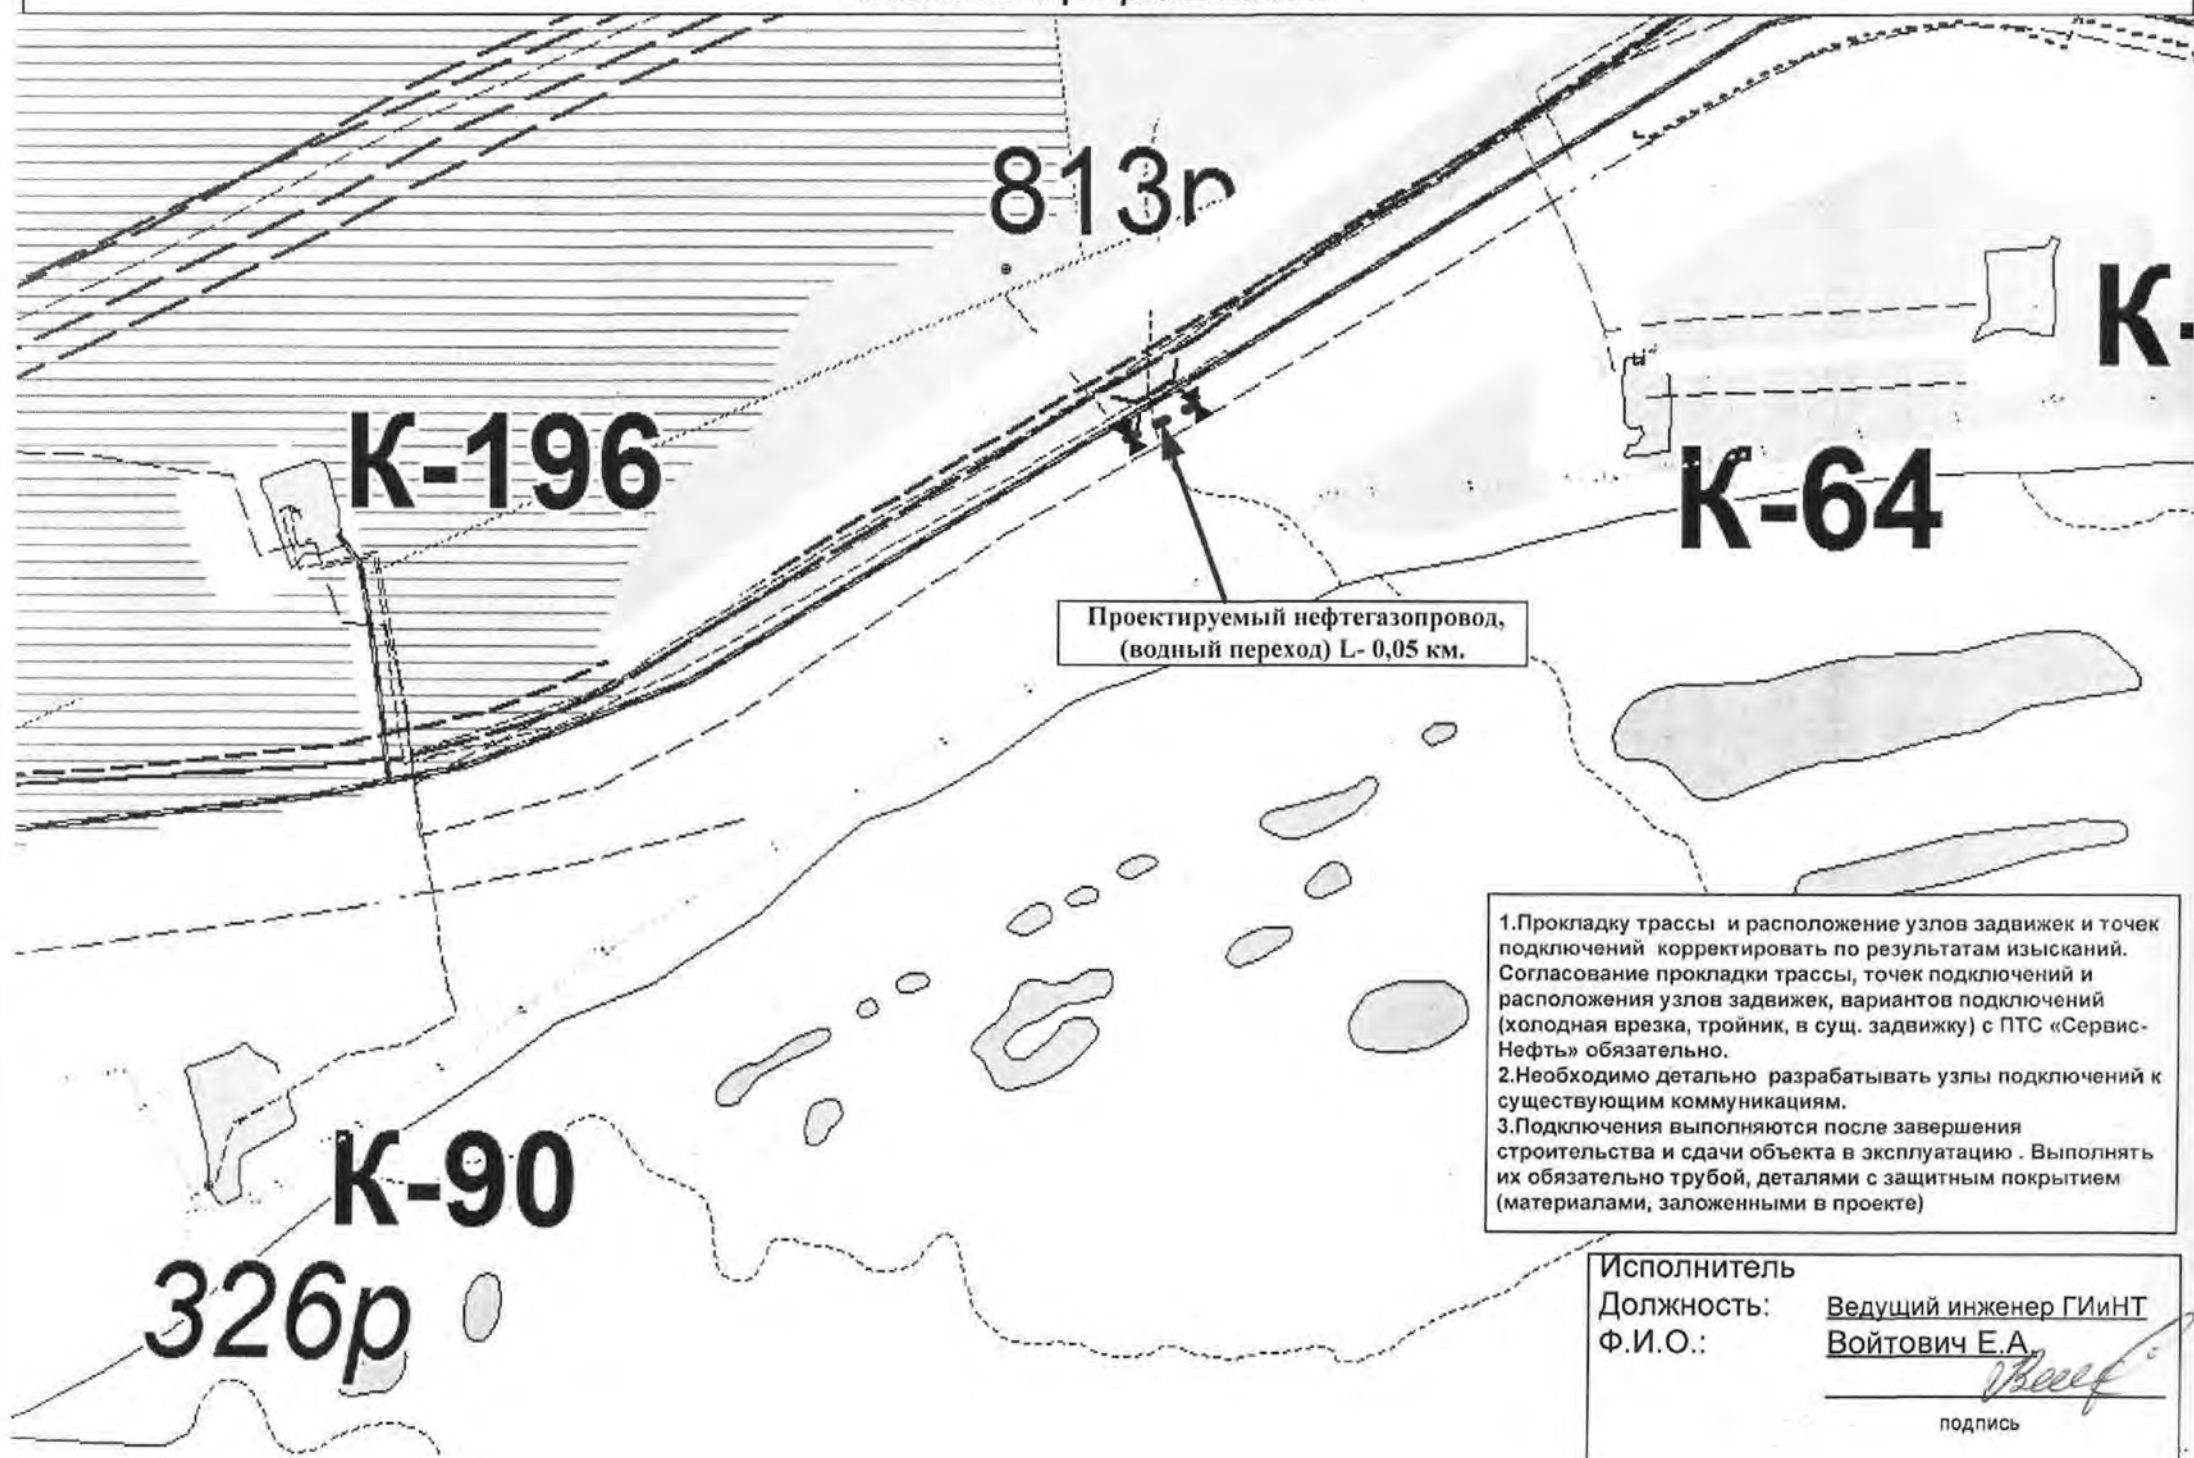 813р
К-196
К-
К-64
Проектируемый нефтегазопровод,
(водный переход) L- 0,05 км.
1.Прокладку трассы и расположение узлов задвижек и точек
подключений корректировать по результатам изысканий.
Согласование прокладки трассы, точек подключений и
расположения узлов задвижек, вариантов подключений
(холодная врезка, тройник, в сущ. задвижку) с ПТС «Сервис-
Нефть» обязательно.
2.Необходимо детально разрабатывать узлы подключений к
существующим коммуникациям.
3.Подключения выполняются после завершения
строительства и сдачи объекта в эксплуатацию . Выполнять
их обязательно трубой, деталями с защитным покрытием
(материалами, заложенными в проекте)
К-90
326р
Исполнитель
Должность: Ведущий инженер ГИиНТ
Ф.И.О.: Войтович Е.А.
подпись